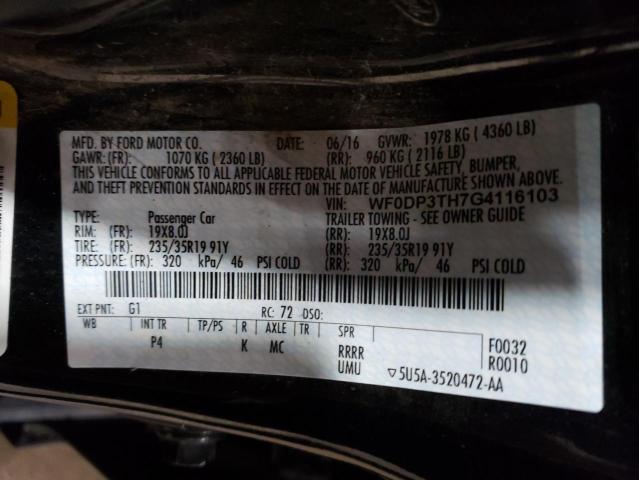 MFD. BY FORD MOTOR CO. DATE: 06/16 GVWR: 1978 KG ( 4360 LB)
GAWR: (FR): 1070 KG ( 2360 LB) (RR): 960 KG ( 2116 LB)
THIS VEHICLE CONFORMS TO ALL APPLICABLE FEDERAL MOTOR VEHICLE SAFETY, BUMPER,
AND THEFT PREVENTION STANDARDS IN EFFECT ON THE DATE OF MANUFACTURE SHOWN ABOVE.
VIN: WF0DP3TH7G4116103
TYPE: Passenger Car TRAILER TOWING - SEE OWNER GUIDE
RIM: (FR): 19X8.0J (RR): 19X8.0J
TIRE: (FR): 235/35R19 91Y (RR): 235/35R19 91Y
PRESSURE: (FR): 320 kPa/ 46 PSI COLD (RR): 320 kPa/ 46 PSI COLD
EXT PNT: G1 RC: 72 DSO:
WB INT TR TP/PS R AXLE TR SPR F0032
P4 K MC RRRR R0010
UMU ▽5U5A-3520472-AA